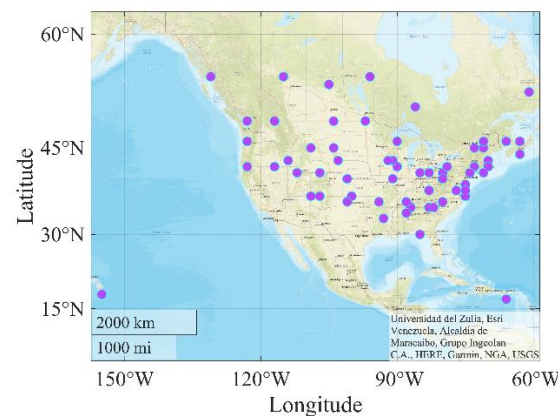 60°N
45°N
30°N
15°N
Latitude
2000 km
1000 mi
Universidad del Zulia, Esri
Venezuela, Alcaldía de
Maracaibo, Grupo Ingeolan
C.A., HERE, Garmin, NGA, USGS
150°W
120°W
90°W
60°W
Longitude